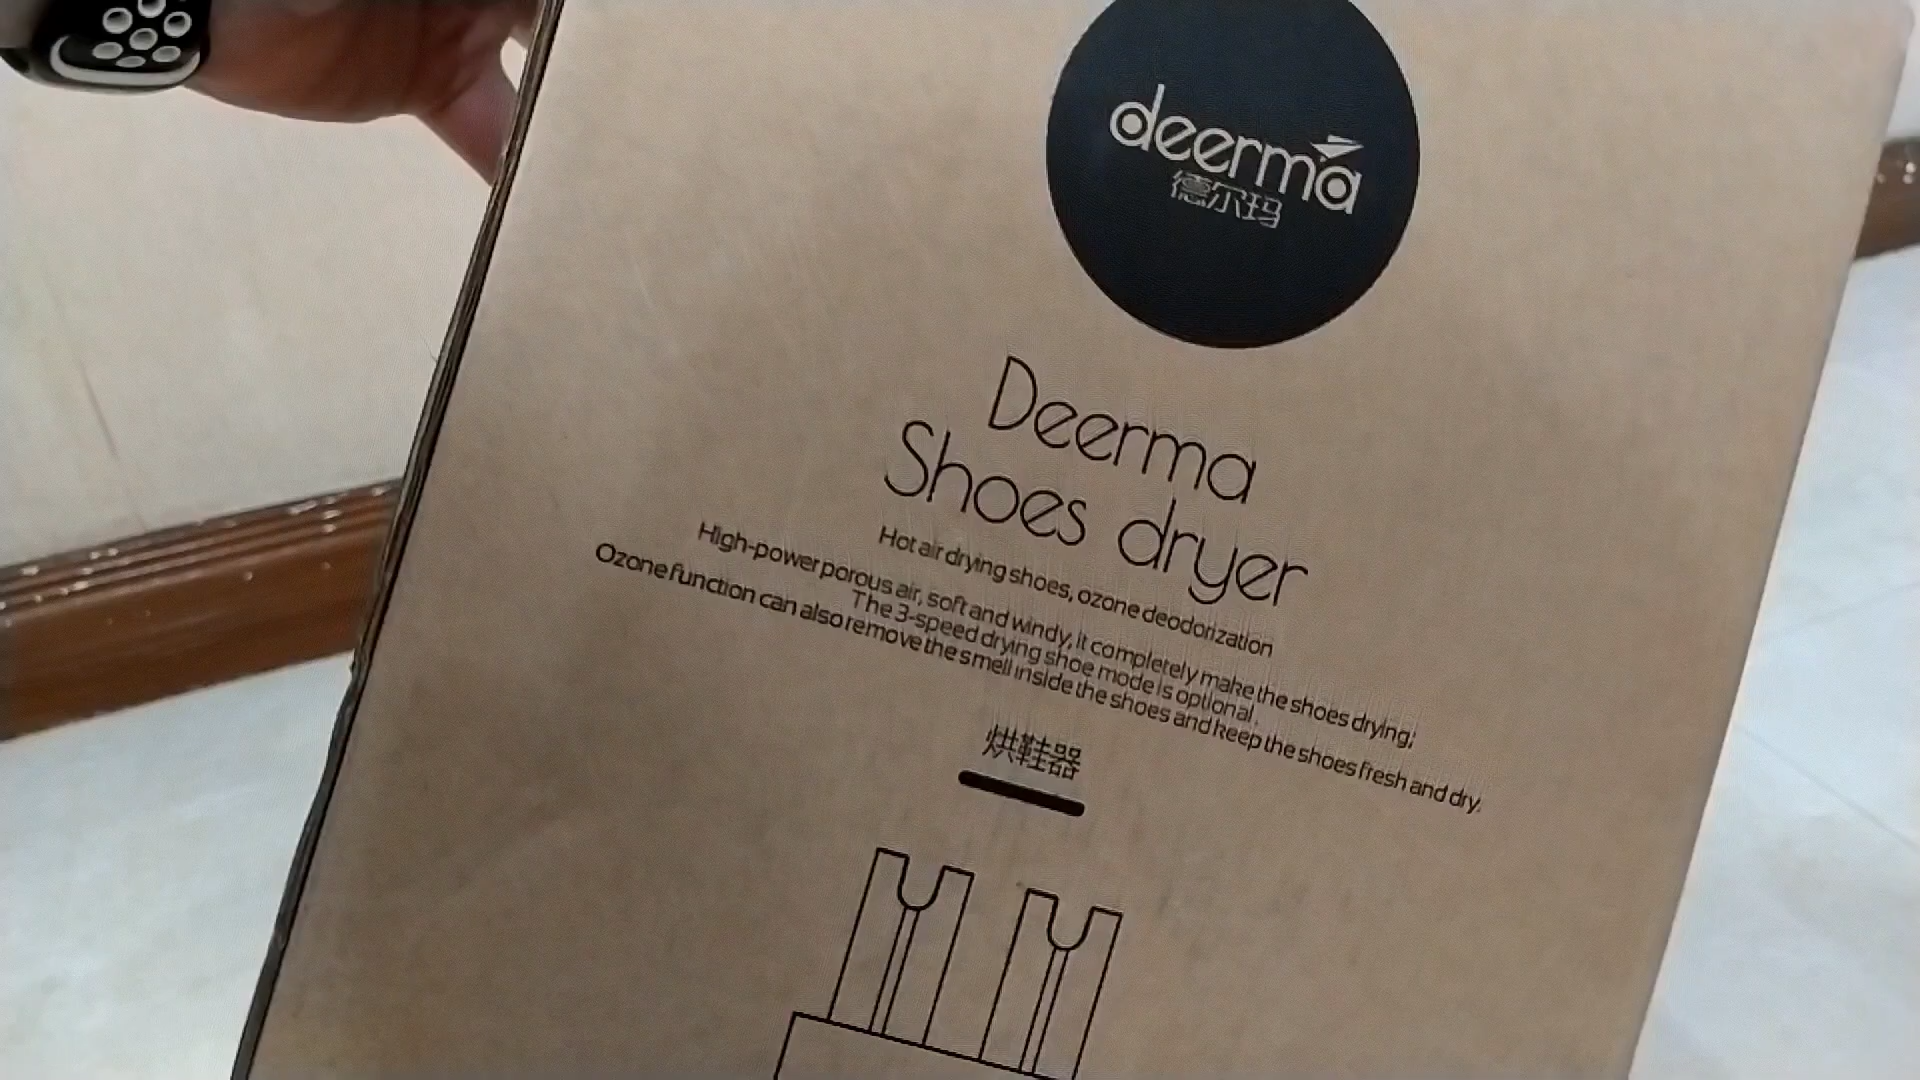 deerma
德尔玛
Deerma
Shoes dryer
Hot air drying shoes, ozone deodorization
High-power porous air, soft and windy, it completely make the shoes drying;
The 3-speed drying shoe mode is optional.
Ozone function can also remove the smell inside the shoes and keep the shoes fresh and dry.
烘鞋器